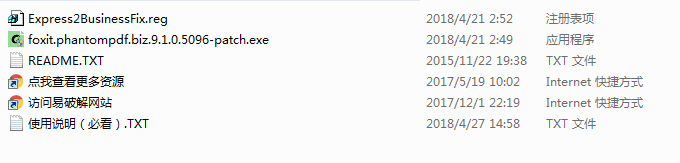 Express2BusinessFix.reg 2018/4/21 2:52 注册表项
foxit.phantompdf.biz.9.1.0.5096-patch.exe 2018/4/21 2:49 应用程序
README.TXT 2015/11/22 19:38 TXT 文件
点我查看更多资源 2017/5/19 10:02 Internet 快捷方式
访问易破解网站 2017/12/1 22:19 Internet 快捷方式
使用说明（必看）.TXT 2018/4/27 14:58 TXT 文件